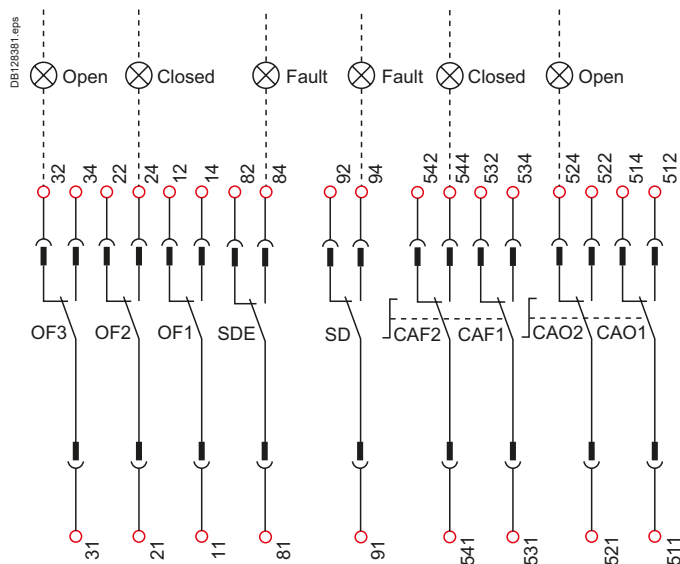 DB128381.eps
Open
Closed
Fault
Fault
Closed
Open
32
34
22
24
12
14
82
84
92
94
542
544
532
534
524
522
514
512
OF3
OF2
OF1
SDE
SD
CAF2
CAF1
CAO2
CAO1
31
21
11
81
91
541
531
521
511